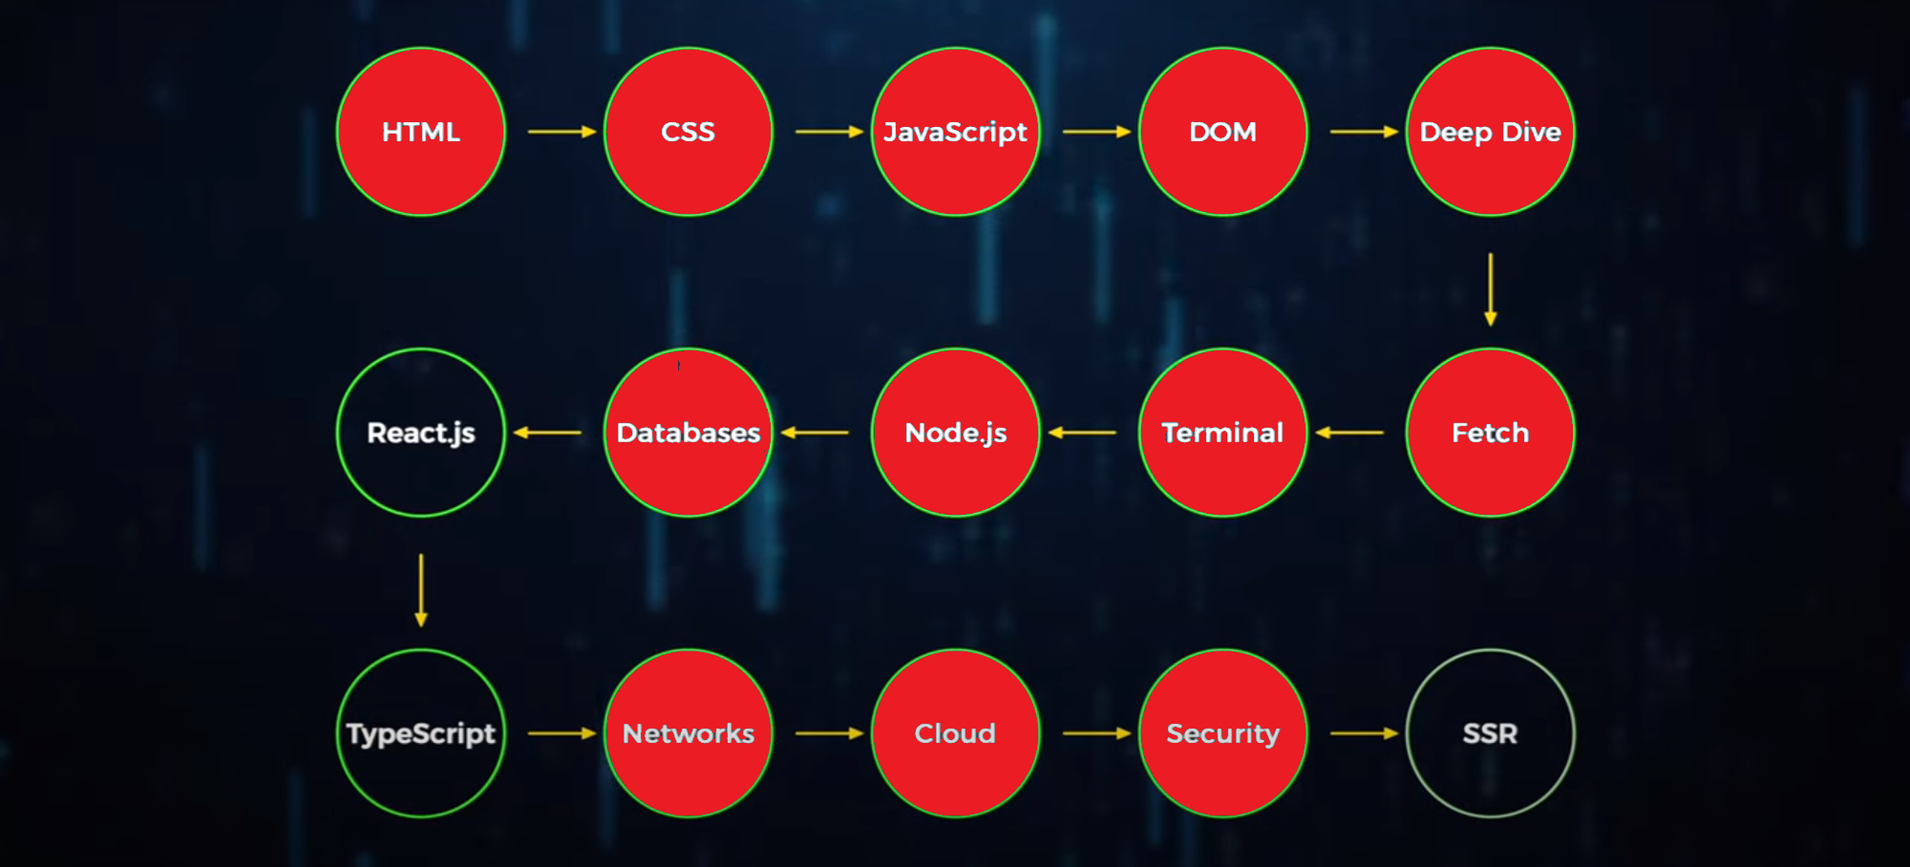 HTML
CSS
JavaScript
DOM
Deep Dive
Fetch
Terminal
Node.js
Databases
React.js
TypeScript
Networks
Cloud
Security
SSR